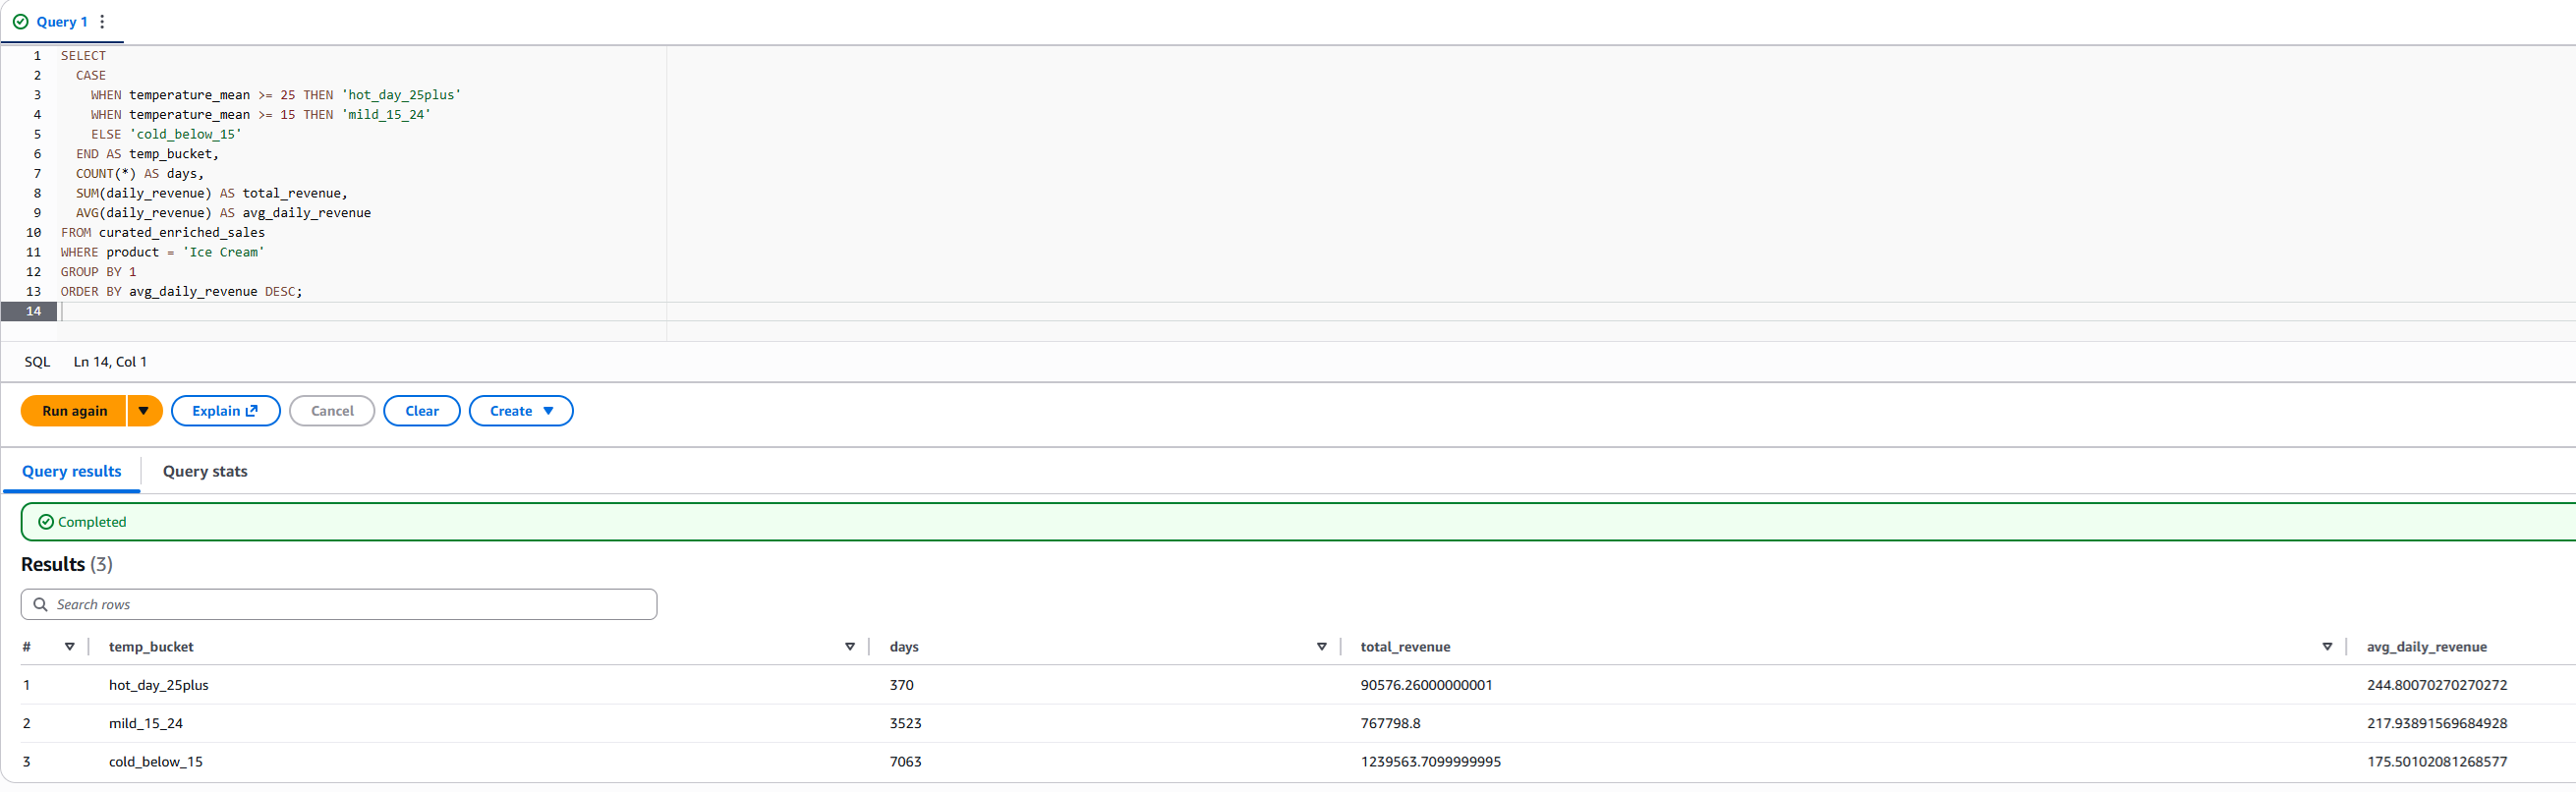 Query 1
1 SELECT
2 CASE
3 WHEN temperature_mean >= 25 THEN 'hot_day_25plus'
4 WHEN temperature_mean >= 15 THEN 'mild_15_24'
5 ELSE 'cold_below_15'
6 END AS temp_bucket,
7 COUNT(*) AS days,
8 SUM(daily_revenue) AS total_revenue,
9 AVG(daily_revenue) AS avg_daily_revenue
10 FROM curated_enriched_sales
11 WHERE product = 'Ice Cream'
12 GROUP BY 1
13 ORDER BY avg_daily_revenue DESC;
14
SQL Ln 14, Col 1
Run again Explain Cancel Clear Create
Query results Query stats
Completed
Results (3)
Search rows
# temp_bucket days total_revenue avg_daily_revenue
1 hot_day_25plus 370 90576.26000000001 244.80070270270272
2 mild_15_24 3523 767798.8 217.93891569684928
3 cold_below_15 7063 1239563.7099999995 175.50102081268577